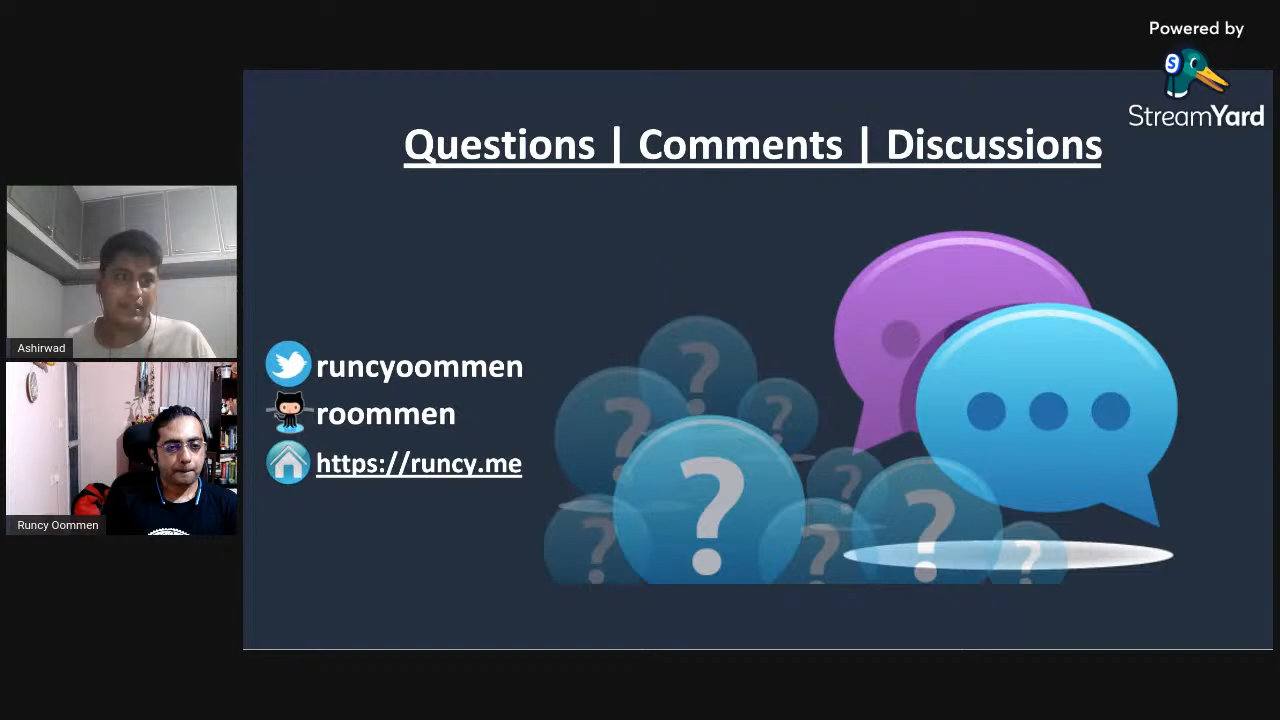 Powered by
S
StreamYard
Questions | Comments | Discussions
Ashirwad
runcyoommen
roommen
https://runcy.me
Runcy Oommen
? ? ? ? ? ? ? ?